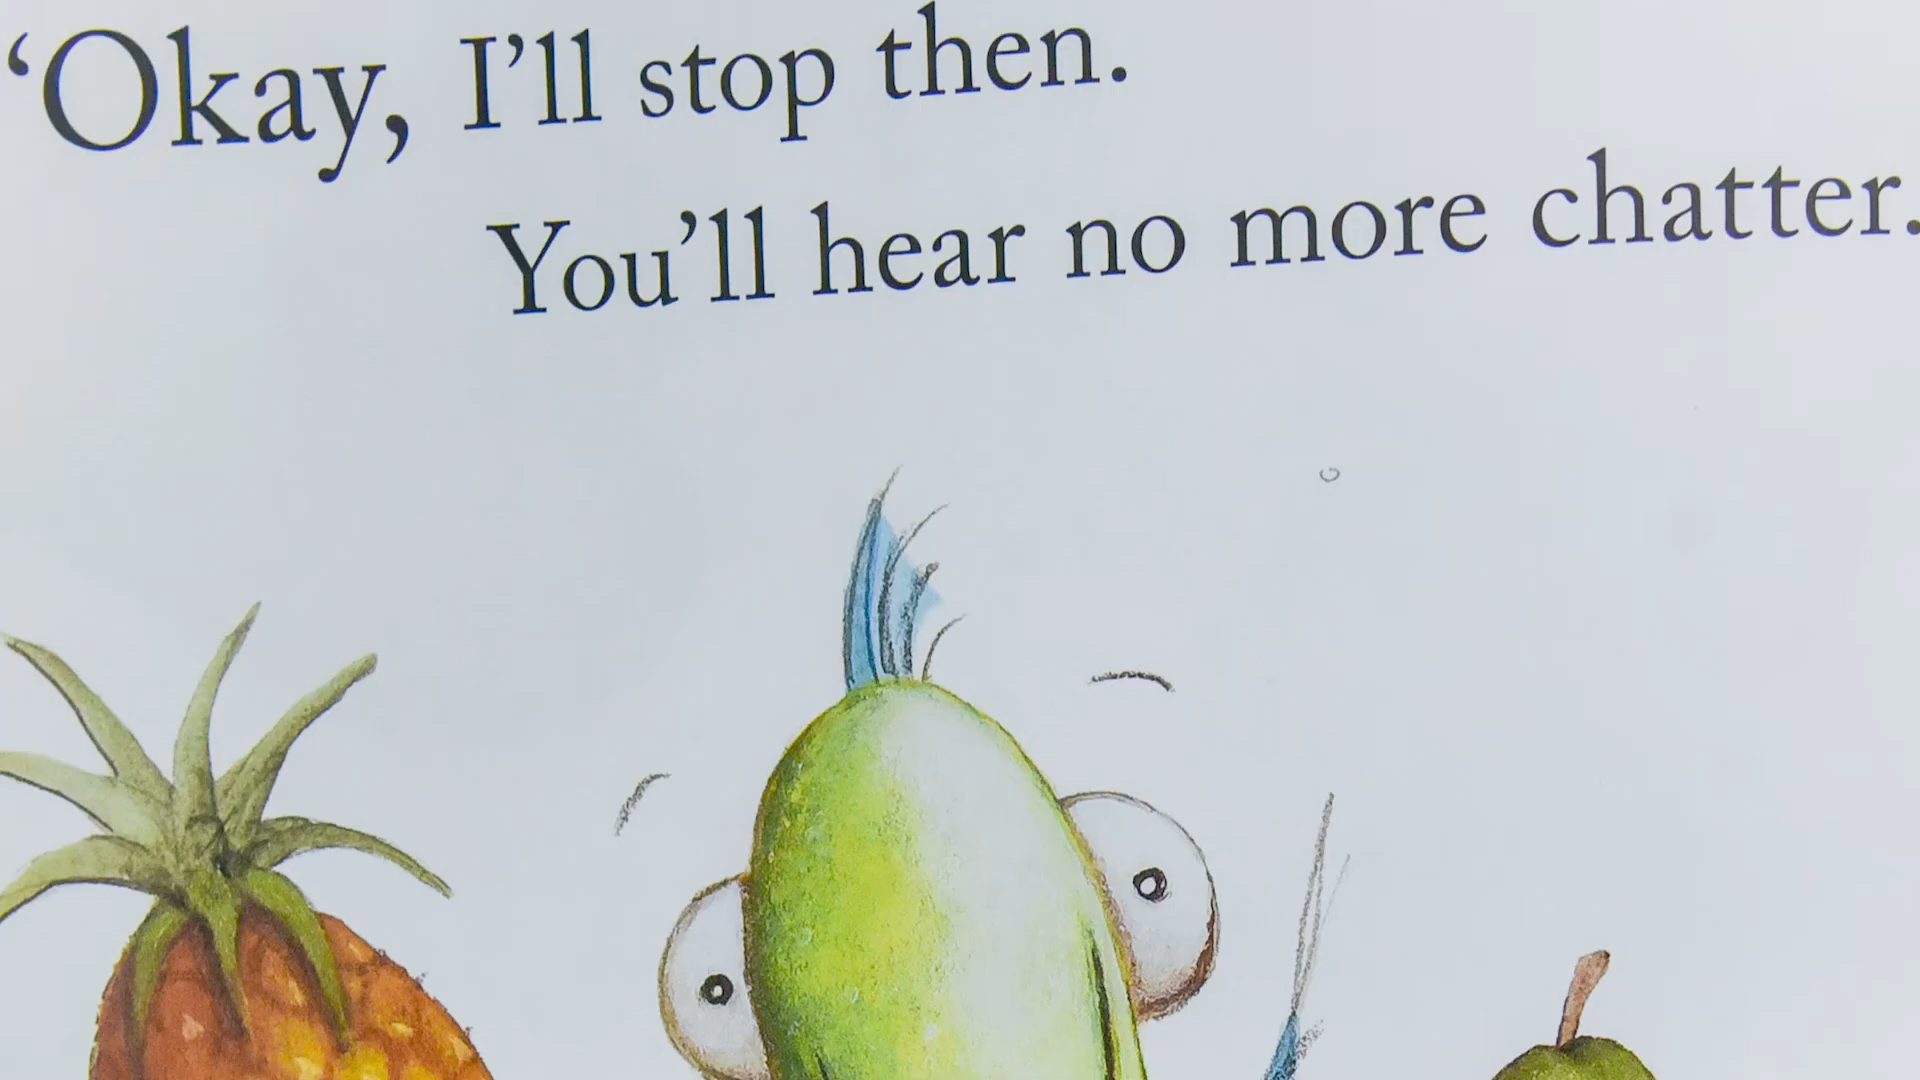 ‘Okay, I’ll stop then.
You’ll hear no more chatter.